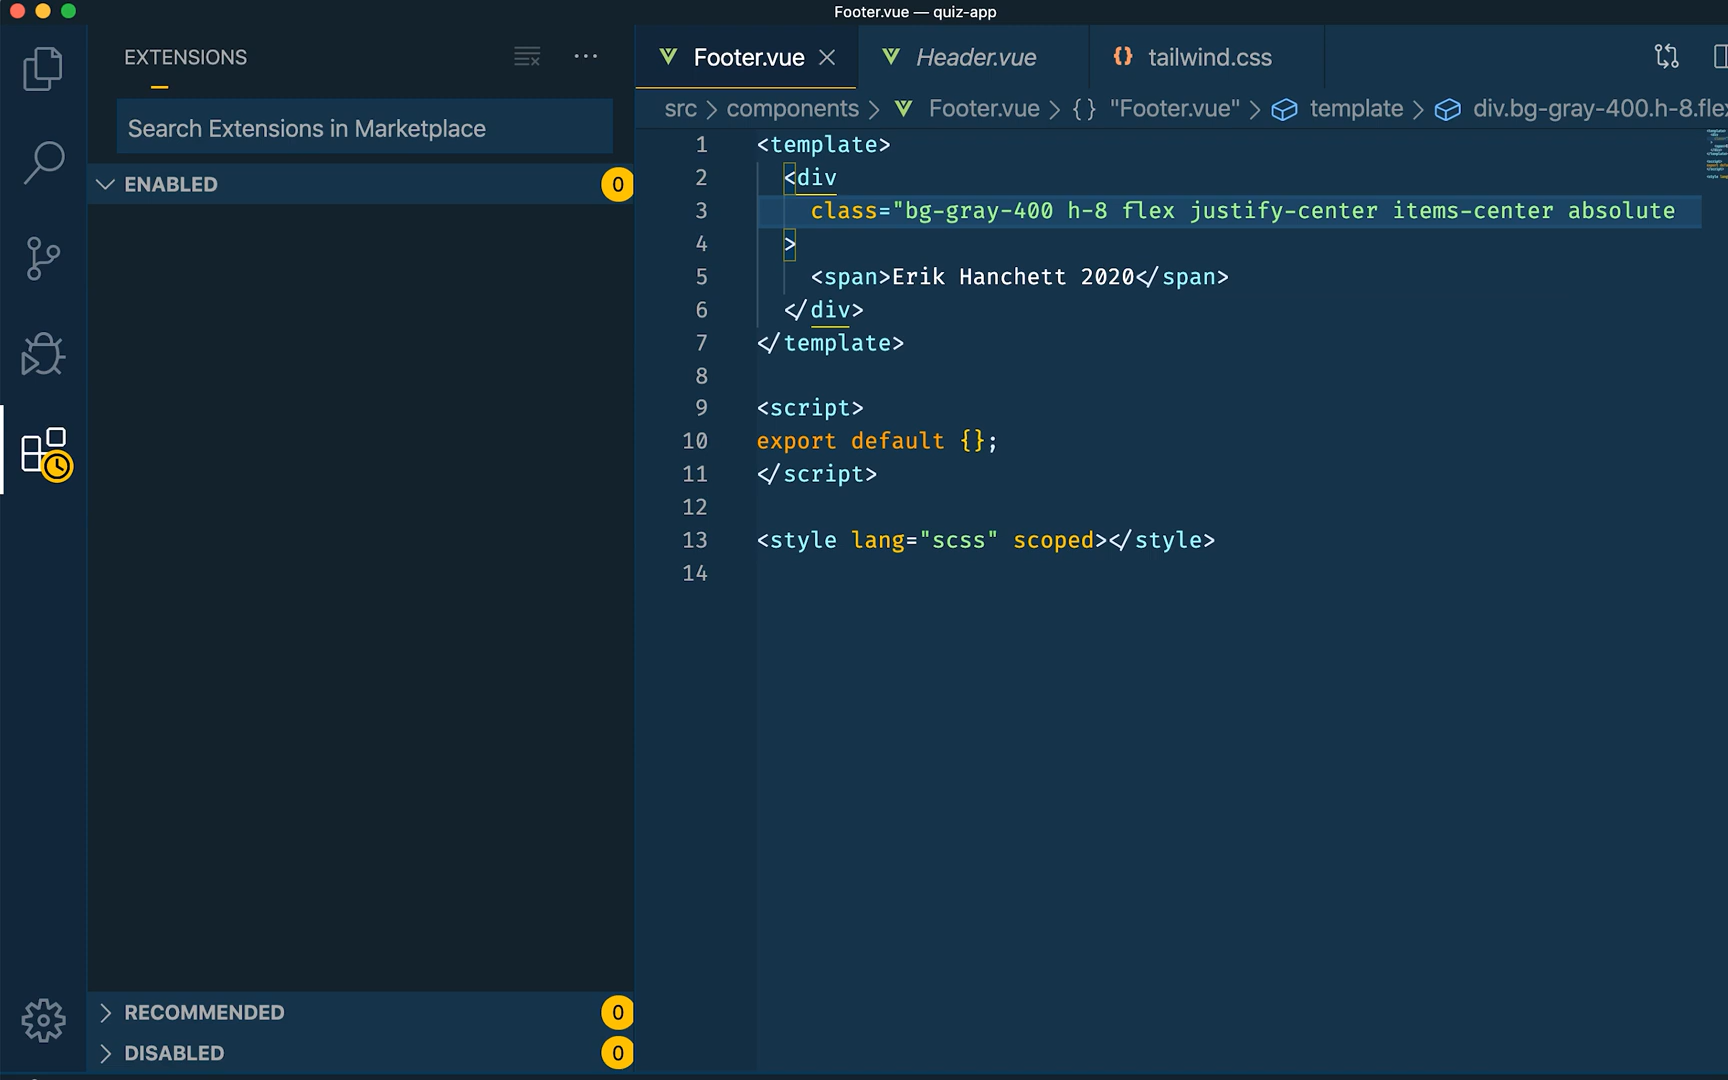 Footer.vue — quiz-app
EXTENSIONS
Search Extensions in Marketplace
ENABLED 0
RECOMMENDED 0
DISABLED 0
Footer.vue Header.vue {} tailwind.css
src > components > Footer.vue > {} "Footer.vue" > template > div.bg-gray-400.h-8.flex
1 <template>
2 <div
3 class="bg-gray-400 h-8 flex justify-center items-center absolute
4 >
5 <span>Erik Hanchett 2020</span>
6 </div>
7 </template>
8
9 <script>
10 export default {};
11 </script>
12
13 <style lang="scss" scoped></style>
14